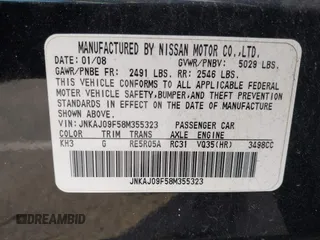 MANUFACTURED BY NISSAN MOTOR CO.,LTD.
DATE: 01/08 GVWR/PNBV: 5029 LBS.
GAWR/PNBE FR: 2491 LBS. RR: 2546 LBS.
THIS VEHICLE CONFORMS TO ALL APPLICABLE FEDERAL
MOTOR VEHICLE SAFETY, BUMPER, AND THEFT PREVENTION
STANDARDS IN EFFECT ON THE DATE OF MANUFACTURE
SHOWN ABOVE.
VIN: JNKAJ09F58M355323 PASSENGER CAR
COLOR TRIM TRANS AXLE ENGINE
KH3 G RE5R05A RC31 VQ35(HR) 3498CC
JNKAJ09F58M355323
DREAMBID